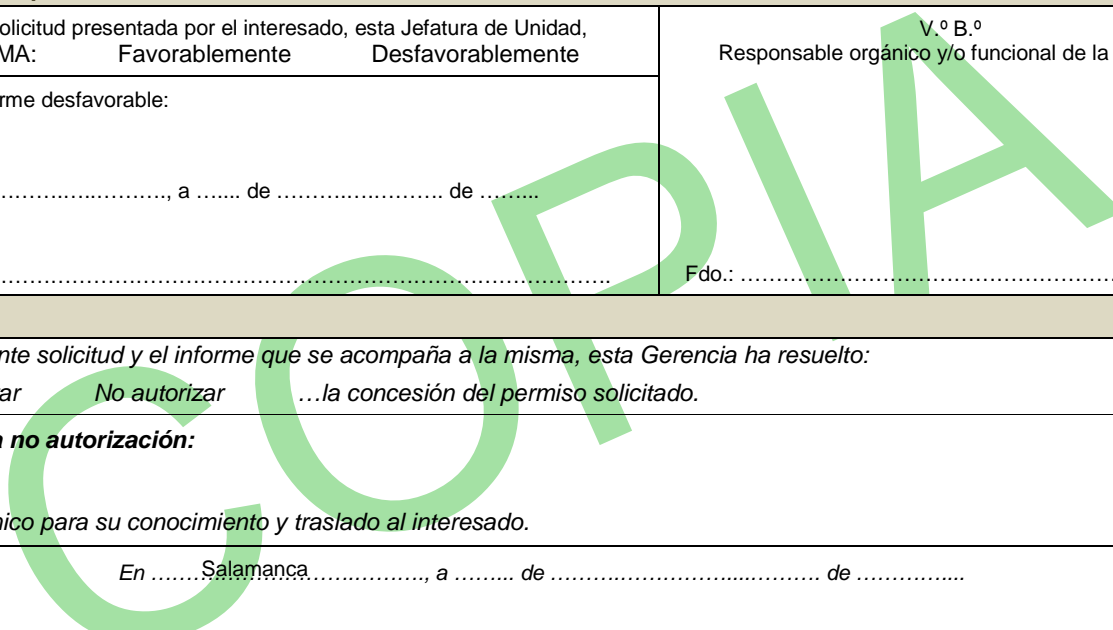 olicitud presentada por el interesado, esta Jefatura de Unidad,
MA: Favorablemente Desfavorablemente
rme desfavorable:
……….….………., a …... de ……….….………. de ……...
……………………………………………………………………………….
V.º B.º
Responsable orgánico y/o funcional de la
Fdo.: ……………………………………………
nte solicitud y el informe que se acompaña a la misma, esta Gerencia ha resuelto:
ar No autorizar …la concesión del permiso solicitado.
a no autorización:
nico para su conocimiento y traslado al interesado.
En ……Salamanca……..………., a …….. de ………..…………….....………. de …………....
COPIA